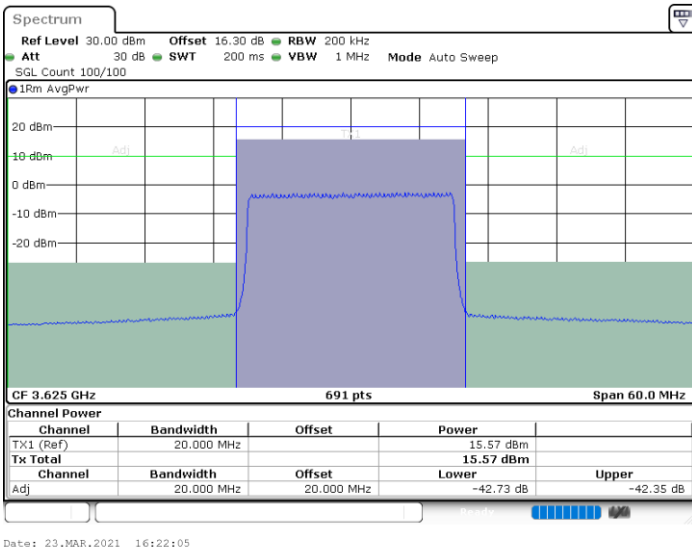 Spectrum
Ref Level 30.00 dBm Offset 16.30 dB RBW 200 kHz
Att 30 dB SWT 200 ms VBW 1 MHz Mode Auto Sweep
SGL Count 100/100
1Rm AvgPwr
20 dBm
TX1
Adj Adj
10 dBm
0 dBm
-10 dBm
-20 dBm
CF 3.625 GHz 691 pts Span 60.0 MHz
Channel Power
Channel Bandwidth Offset Power
TX1 (Ref) 20.000 MHz 15.57 dBm
Tx Total 15.57 dBm
Channel Bandwidth Offset Lower Upper
Adj 20.000 MHz 20.000 MHz -42.73 dB -42.35 dB
Ready
Date: 23.MAR.2021 16:22:05